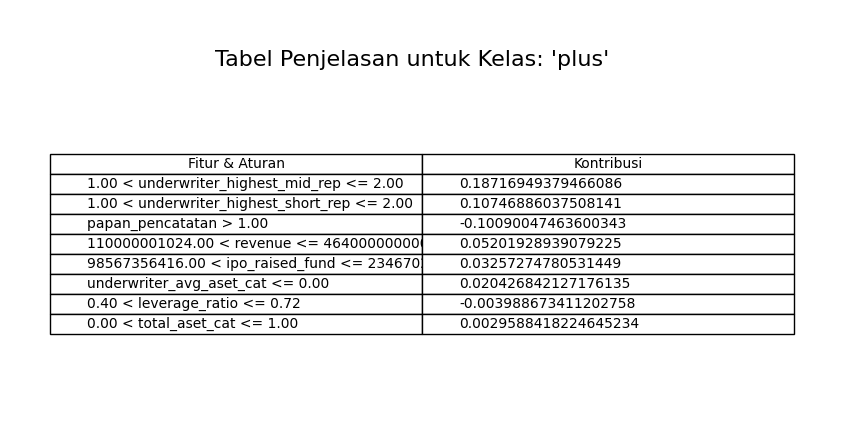 Tabel Penjelasan untuk Kelas: 'plus'
Fitur & Aturan Kontribusi
1.00 < underwriter_highest_mid_rep <= 2.00 0.18716949379466086
1.00 < underwriter_highest_short_rep <= 2.00 0.10746886037508141
papan_pencatatan > 1.00 -0.10090047463600343
110000001024.00 < revenue <= 46400000000 0.05201928939079225
98567356416.00 < ipo_raised_fund <= 234670 0.03257274780531449
underwriter_avg_aset_cat <= 0.00 0.020426842127176135
0.40 < leverage_ratio <= 0.72 -0.003988673411202758
0.00 < total_aset_cat <= 1.00 0.0029588418224645234